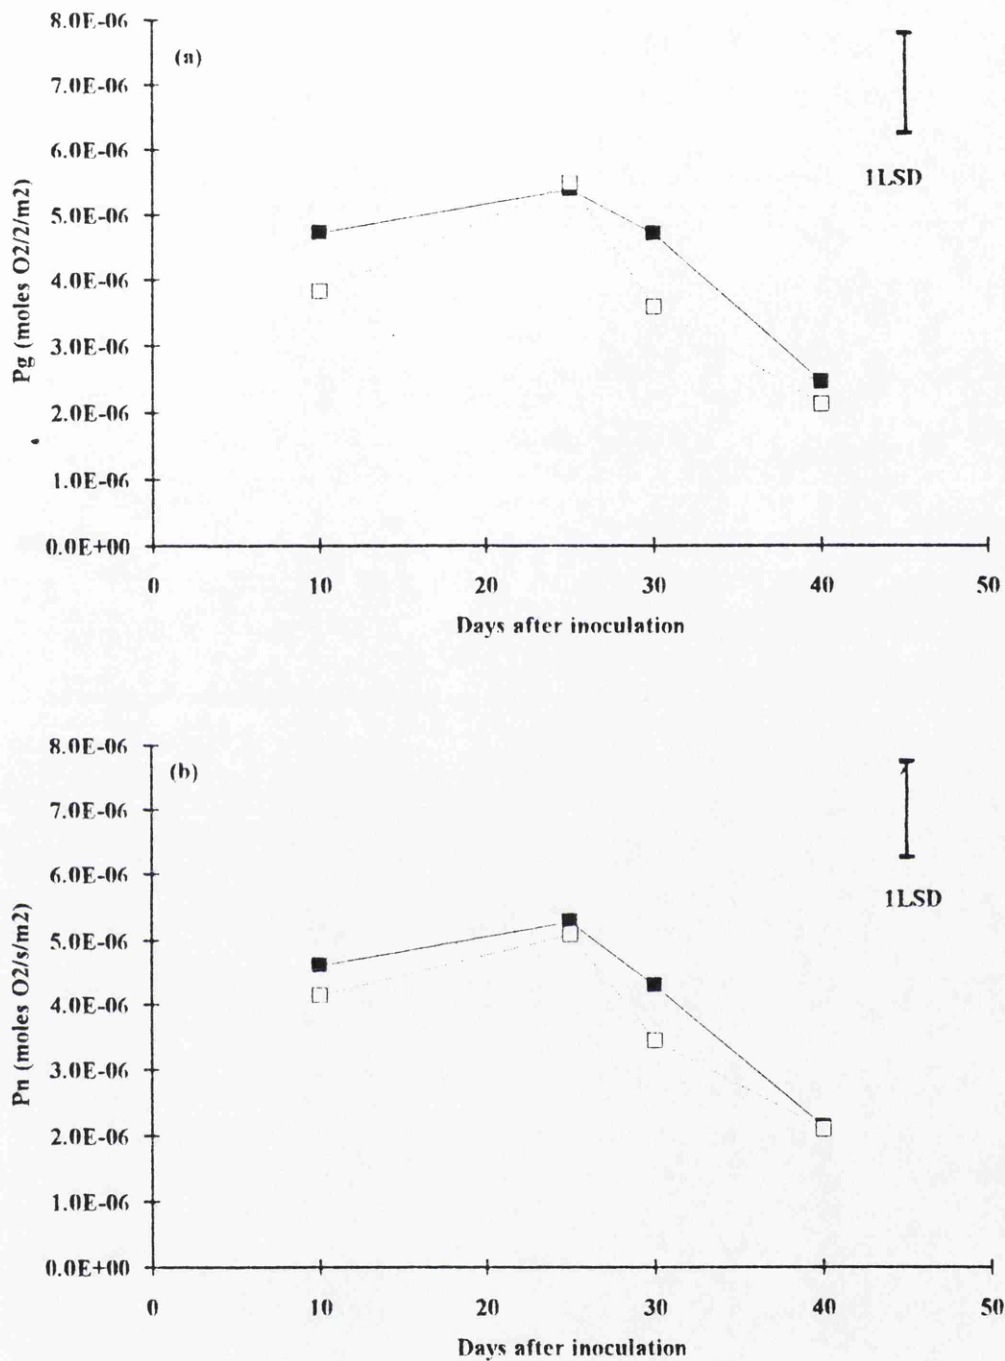 8.0E-06
(a)
7.0E-06
6.0E-06
1LSD
5.0E-06
4.0E-06
3.0E-06
2.0E-06
1.0E-06
0.0E+00
Pg (moles O2/2/m2)
0 10 20 30 40 50
Days after inoculation
8.0E-06
(b)
7.0E-06
6.0E-06
1LSD
5.0E-06
4.0E-06
3.0E-06
2.0E-06
1.0E-06
0.0E+00
Pn (moles O2/s/m2)
0 10 20 30 40 50
Days after inoculation